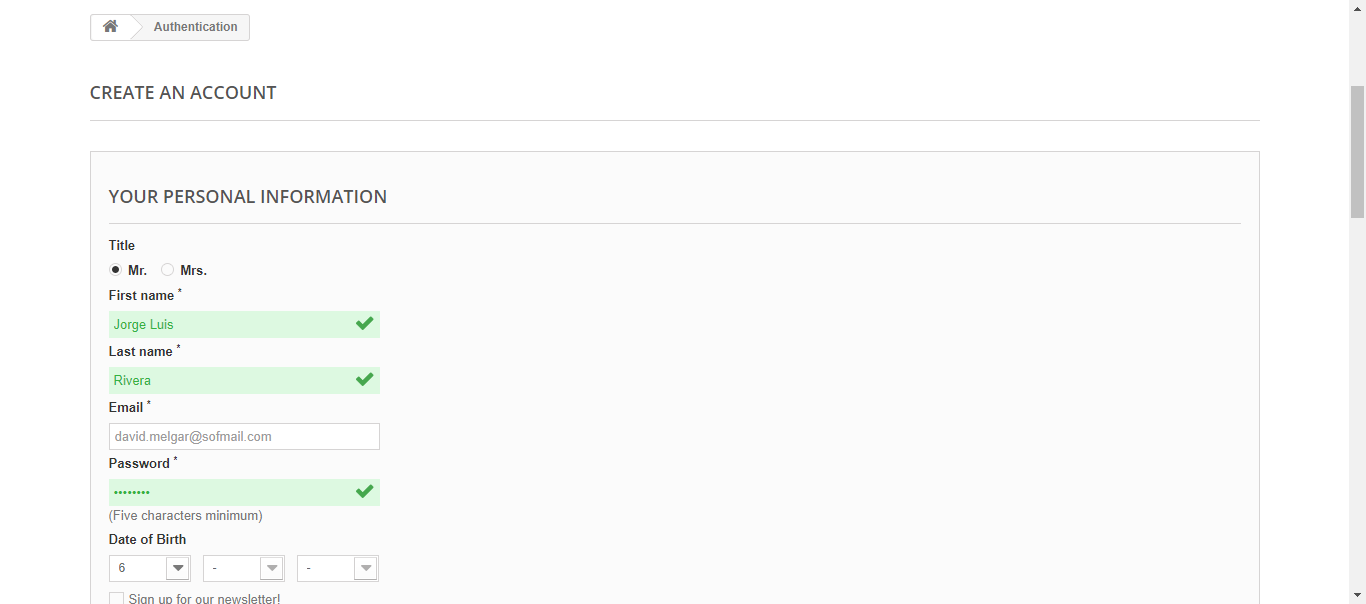 Authentication
CREATE AN ACCOUNT
YOUR PERSONAL INFORMATION
Title
Mr. Mrs.
First name *
Jorge Luis
Last name *
Rivera
Email *
david.melgar@sofmail.com
Password *
••••••••
(Five characters minimum)
Date of Birth
6 - -
Sign up for our newsletter!